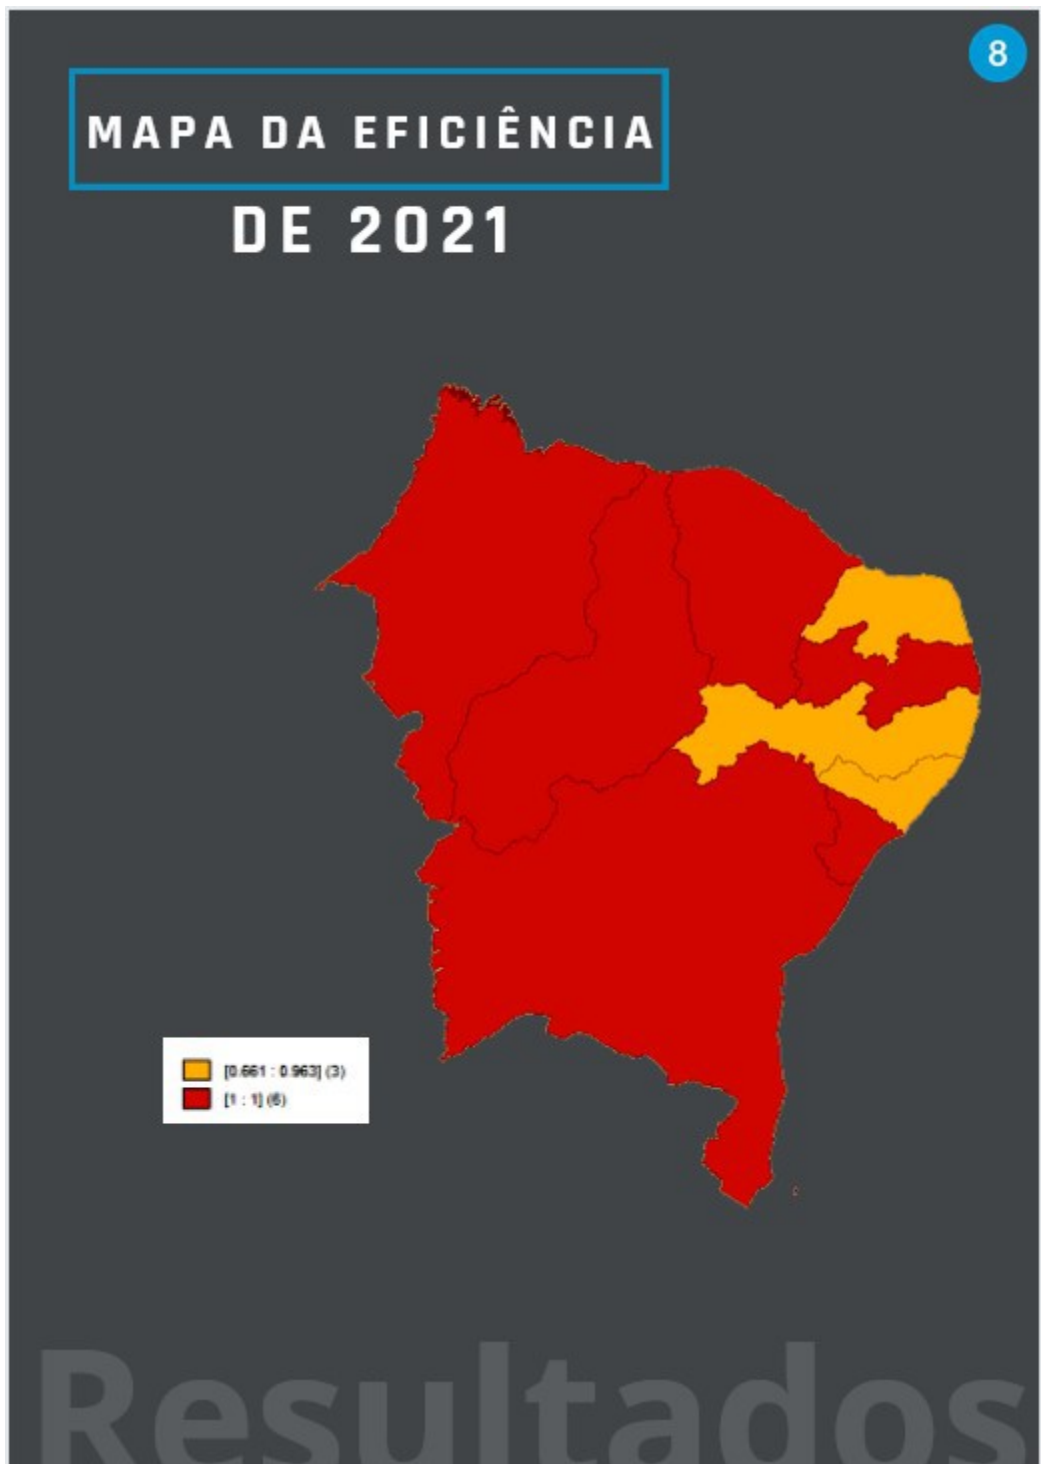 8
MAPA DA EFICIÊNCIA
DE 2021
[0.661 : 0.963] (3)
[1 : 1] (6)
Resultados